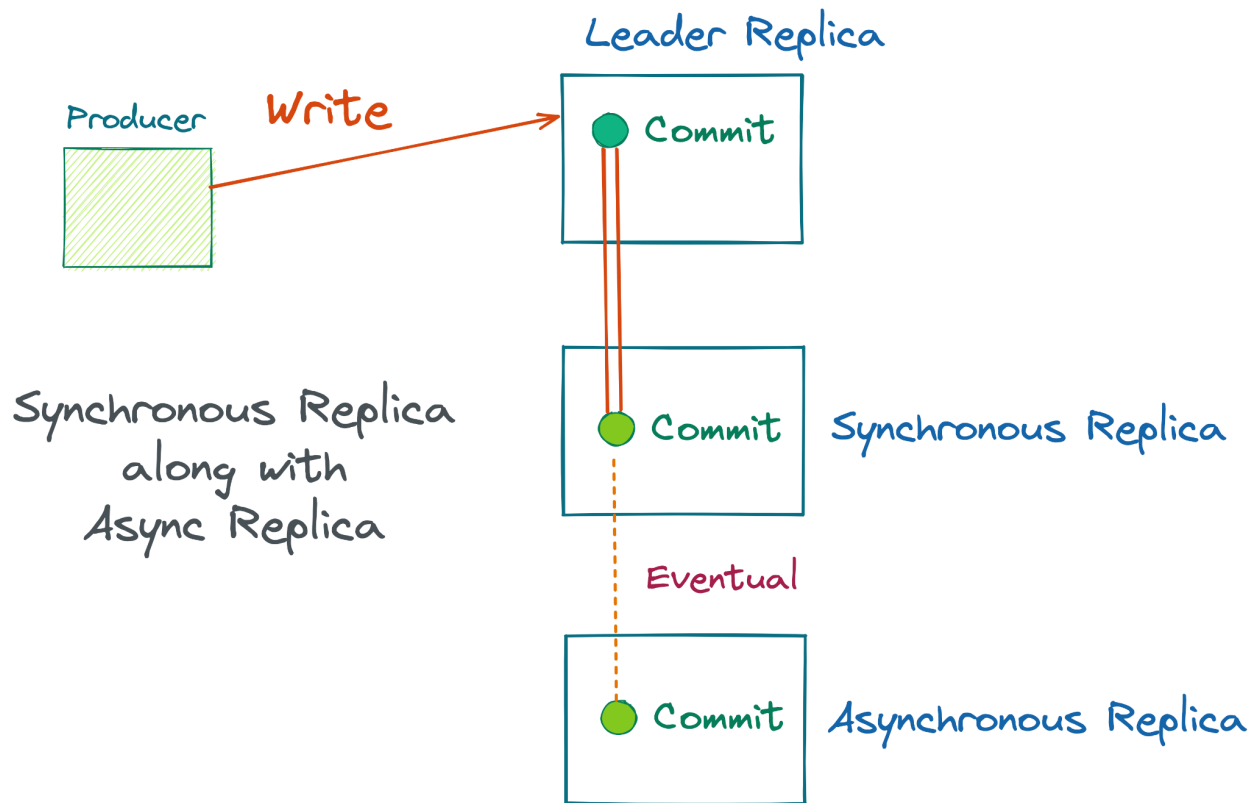 Leader Replica
Producer
Write
Commit
Synchronous Replica
along with
Async Replica
Commit
Synchronous Replica
Eventual
Commit
Asynchronous Replica